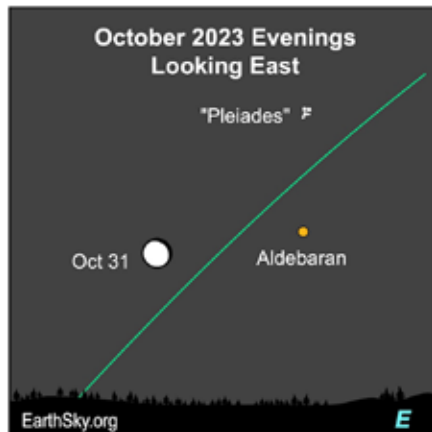 October 2023 Evenings
Looking East
"Pleiades"
Oct 31
Aldebaran
EarthSky.org
E